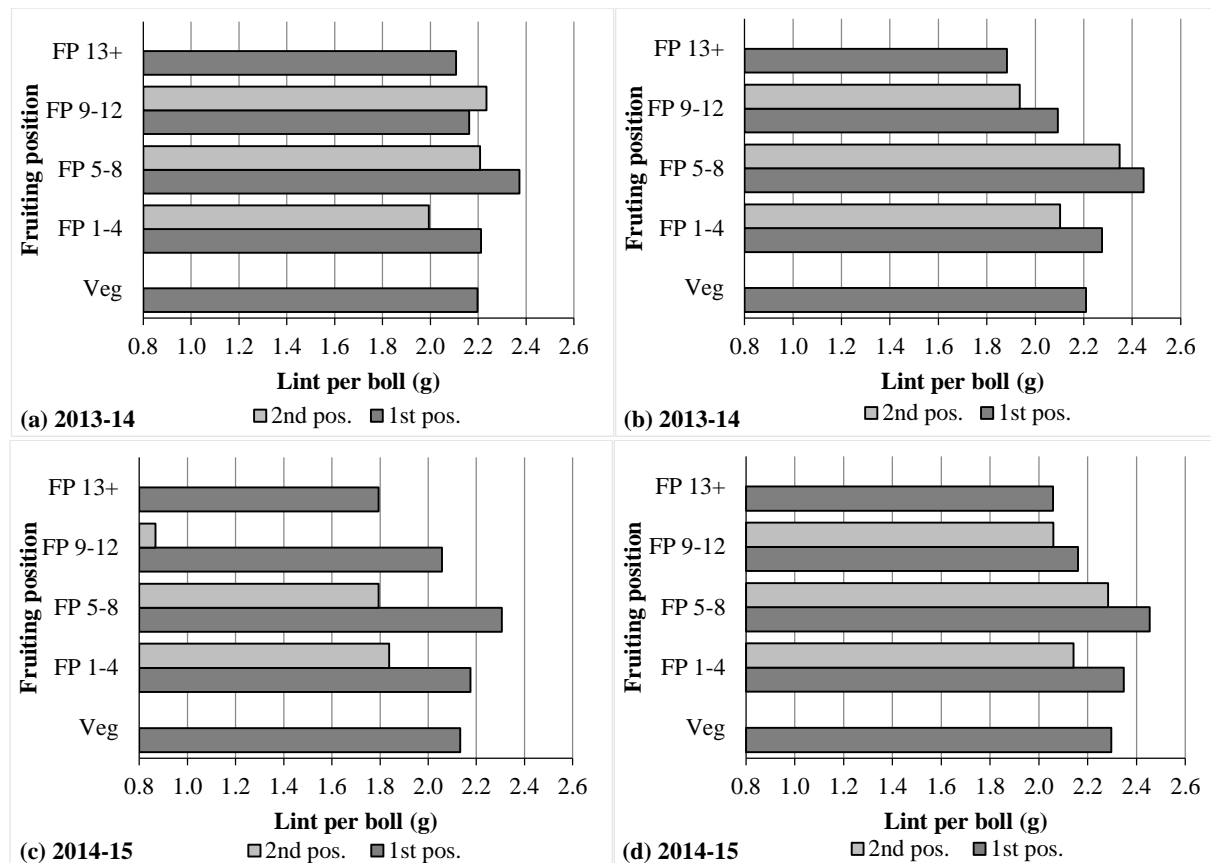 Fruiting position
FP 13+
FP 9-12
FP 5-8
FP 1-4
Veg
0.8 1.0 1.2 1.4 1.6 1.8 2.0 2.2 2.4 2.6
Lint per boll (g)
(a) 2013-14
2nd pos. 1st pos.
Fruting position
FP 13+
FP 9-12
FP 5-8
FP 1-4
Veg
0.8 1.0 1.2 1.4 1.6 1.8 2.0 2.2 2.4 2.6
Lint per boll (g)
(b) 2013-14
2nd pos. 1st pos.
Fruiting position
FP 13+
FP 9-12
FP 5-8
FP 1-4
Veg
0.8 1.0 1.2 1.4 1.6 1.8 2.0 2.2 2.4 2.6
Lint per boll (g)
(c) 2014-15
2nd pos. 1st pos.
Fruiting position
FP 13+
FP 9-12
FP 5-8
FP 1-4
Veg
0.8 1.0 1.2 1.4 1.6 1.8 2.0 2.2 2.4 2.6
Lint per boll (g)
(d) 2014-15
2nd pos. 1st pos.